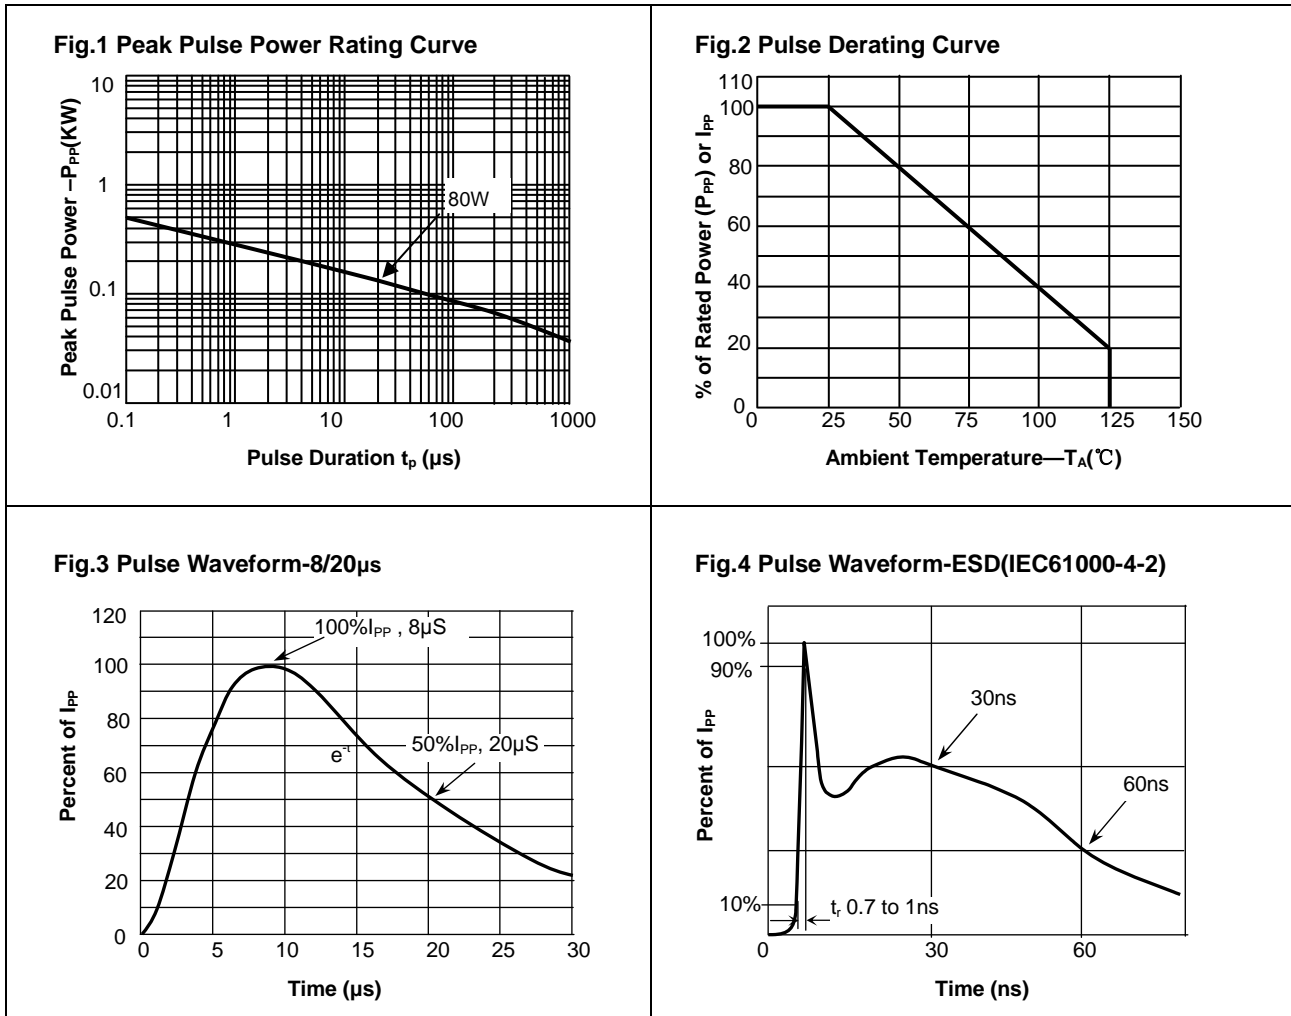 Fig.1 Peak Pulse Power Rating Curve
Peak Pulse Power –PPP(KW)
10
1
0.1
0.01
80W
0.1 1 10 100 1000
Pulse Duration tp (μs)
Fig.2 Pulse Derating Curve
% of Rated Power (PPP) or IPP
110
100
80
60
40
20
0
0 25 50 75 100 125 150
Ambient Temperature—TA(℃)
Fig.3 Pulse Waveform-8/20μs
Percent of IPP
120
100
80
60
40
20
0
100%IPP , 8μS
e-t
50%IPP, 20μS
0 5 10 15 20 25 30
Time (μs)
Fig.4 Pulse Waveform-ESD(IEC61000-4-2)
Percent of IPP
100%
90%
10%
30ns
60ns
tr 0.7 to 1ns
0 30 60
Time (ns)